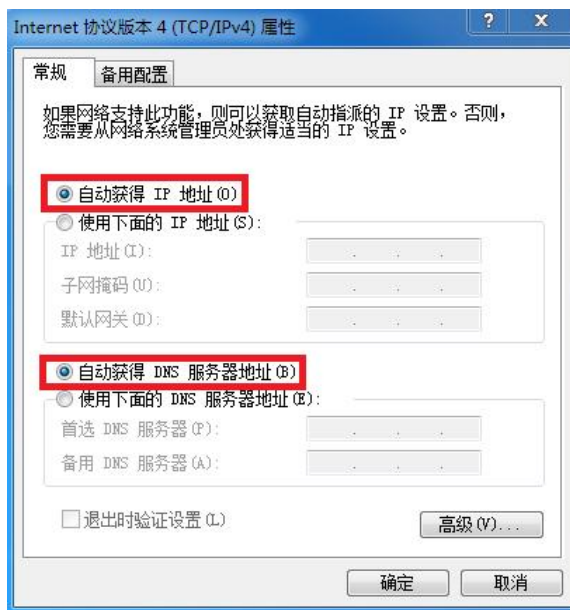 Internet 协议版本 4 (TCP/IPv4) 属性
常规
备用配置
如果网络支持此功能，则可以获取自动指派的 IP 设置。否则，
您需要从网络系统管理员处获得适当的 IP 设置。
自动获得 IP 地址(O)
使用下面的 IP 地址(S):
IP 地址(I):
子网掩码(U):
默认网关(D):
自动获得 DNS 服务器地址(B)
使用下面的 DNS 服务器地址(E):
首选 DNS 服务器(P):
备用 DNS 服务器(A):
退出时验证设置(L)
高级(V)...
确定
取消